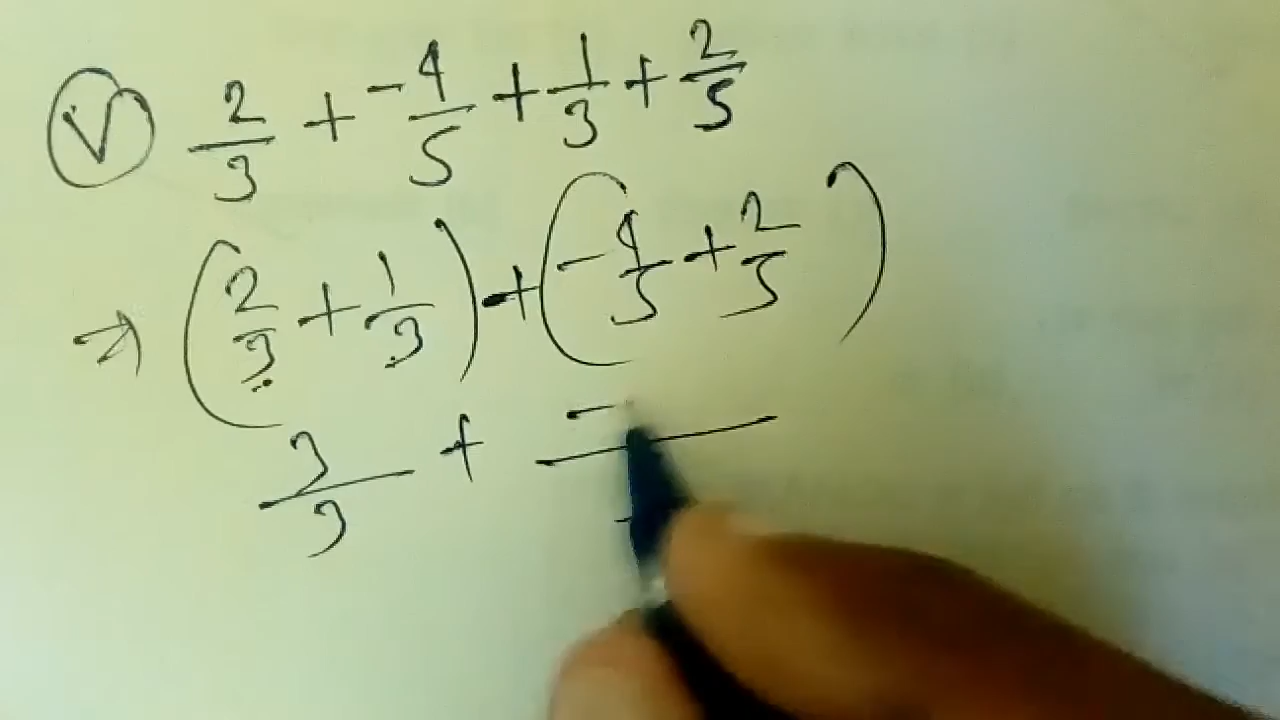 (V) 2/3 + -4/5 + 1/3 + 2/5
⇒ (2/3 + 1/3) + (-4/5 + 2/5)
3/3 + -